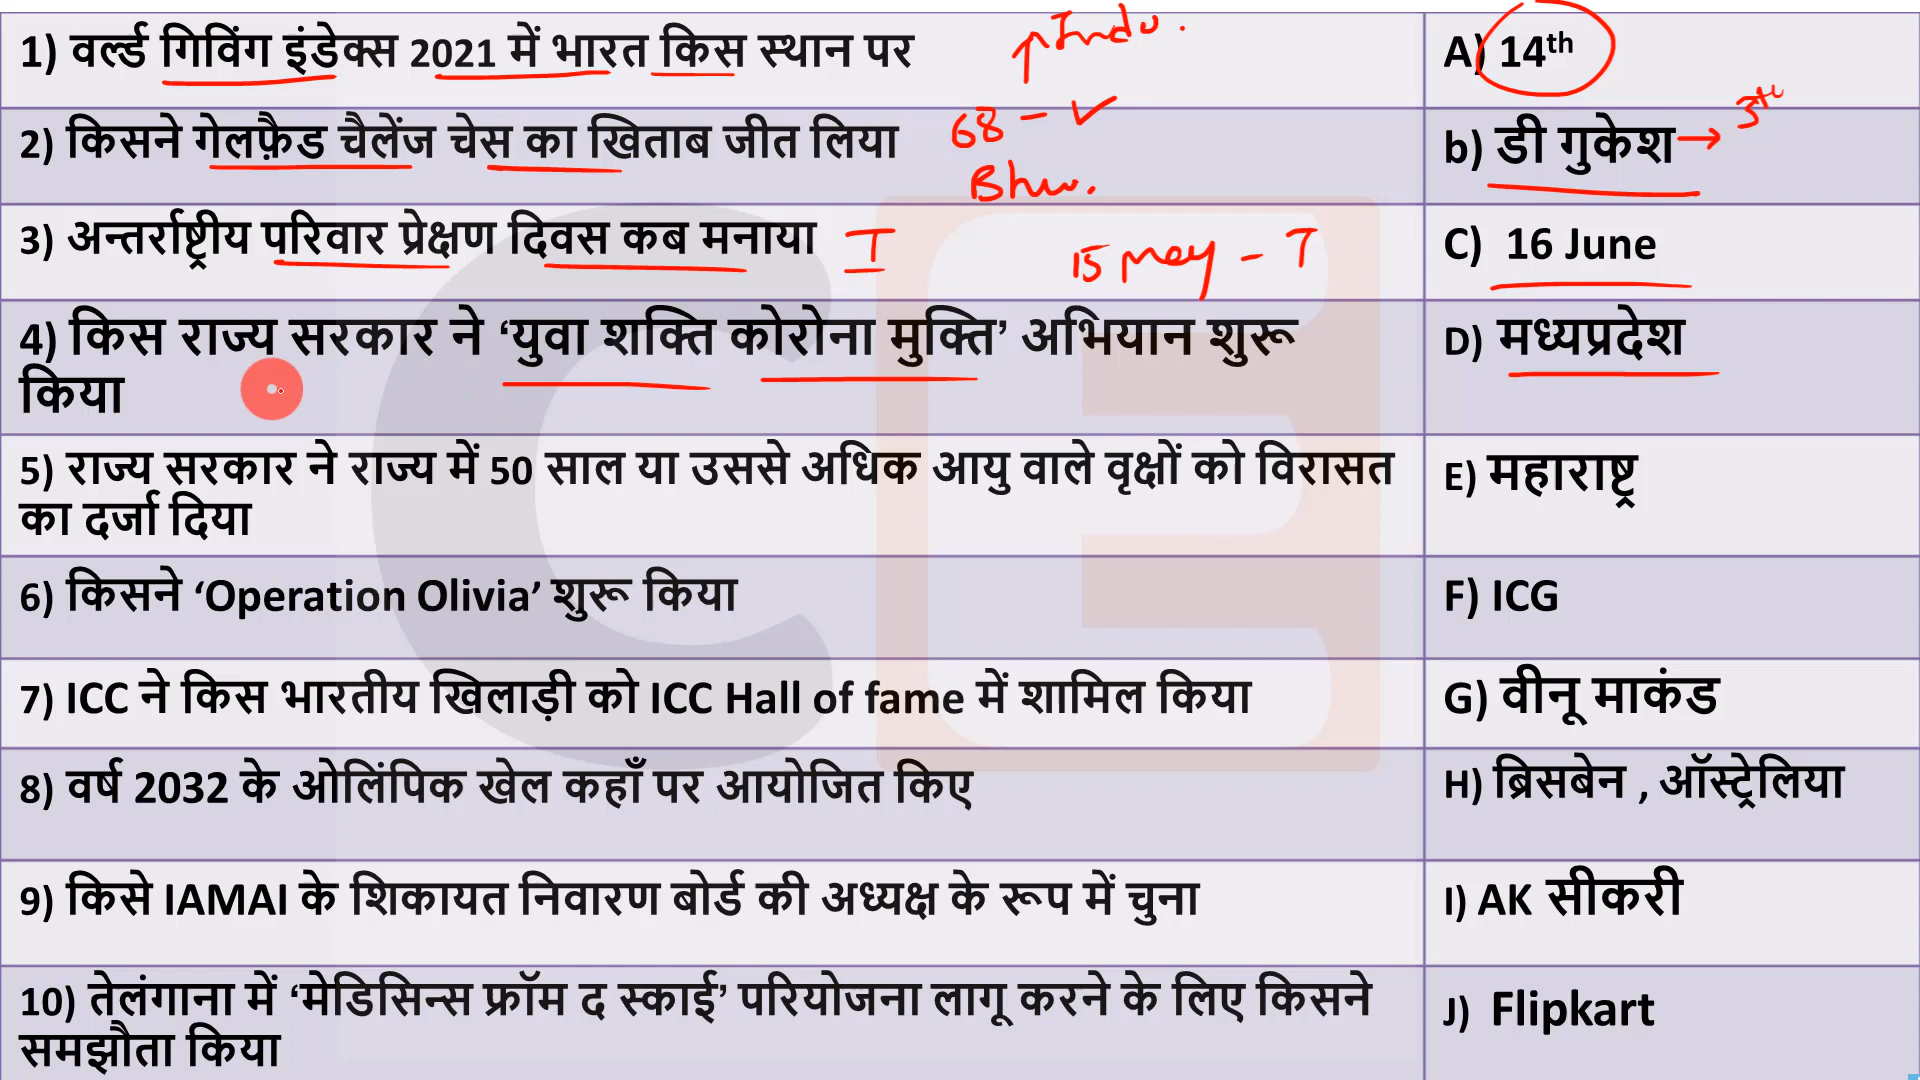 1) वर्ल्ड गिविंग इंडेक्स 2021 में भारत किस स्थान पर
Indo.
A) 14th
2) किसने गेलफ़ैड चैलेंज चेस का खिताब जीत लिया
68 -
Bhu.
b) डी गुकेश
3) अन्तर्राष्ट्रीय परिवार प्रेक्षण दिवस कब मनाया
I
15 may - T
C) 16 June
4) किस राज्य सरकार ने ‘युवा शक्ति कोरोना मुक्ति’ अभियान शुरू
किया
D) मध्यप्रदेश
5) राज्य सरकार ने राज्य में 50 साल या उससे अधिक आयु वाले वृक्षों को विरासत
का दर्जा दिया
E) महाराष्ट्र
6) किसने ‘Operation Olivia’ शुरू किया
F) ICG
7) ICC ने किस भारतीय खिलाड़ी को ICC Hall of fame में शामिल किया
G) वीनू माकंड
8) वर्ष 2032 के ओलिंपिक खेल कहाँ पर आयोजित किए
H) ब्रिसबेन , ऑस्ट्रेलिया
9) किसे IAMAI के शिकायत निवारण बोर्ड की अध्यक्ष के रूप में चुना
I) AK सीकरी
10) तेलंगाना में ‘मेडिसिन्स फ्रॉम द स्काई’ परियोजना लागू करने के लिए किसने
समझौता किया
J) Flipkart
CE